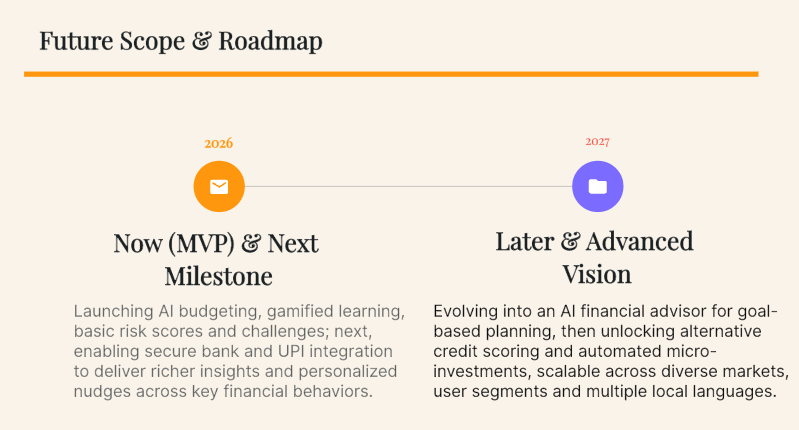 Future Scope & Roadmap
2026
2027
Now (MVP) & Next
Milestone
Launching AI budgeting, gamified learning,
basic risk scores and challenges; next,
enabling secure bank and UPI integration
to deliver richer insights and personalized
nudges across key financial behaviors.
Later & Advanced
Vision
Evolving into an AI financial advisor for goal-
based planning, then unlocking alternative
credit scoring and automated micro-
investments, scalable across diverse markets,
user segments and multiple local languages.